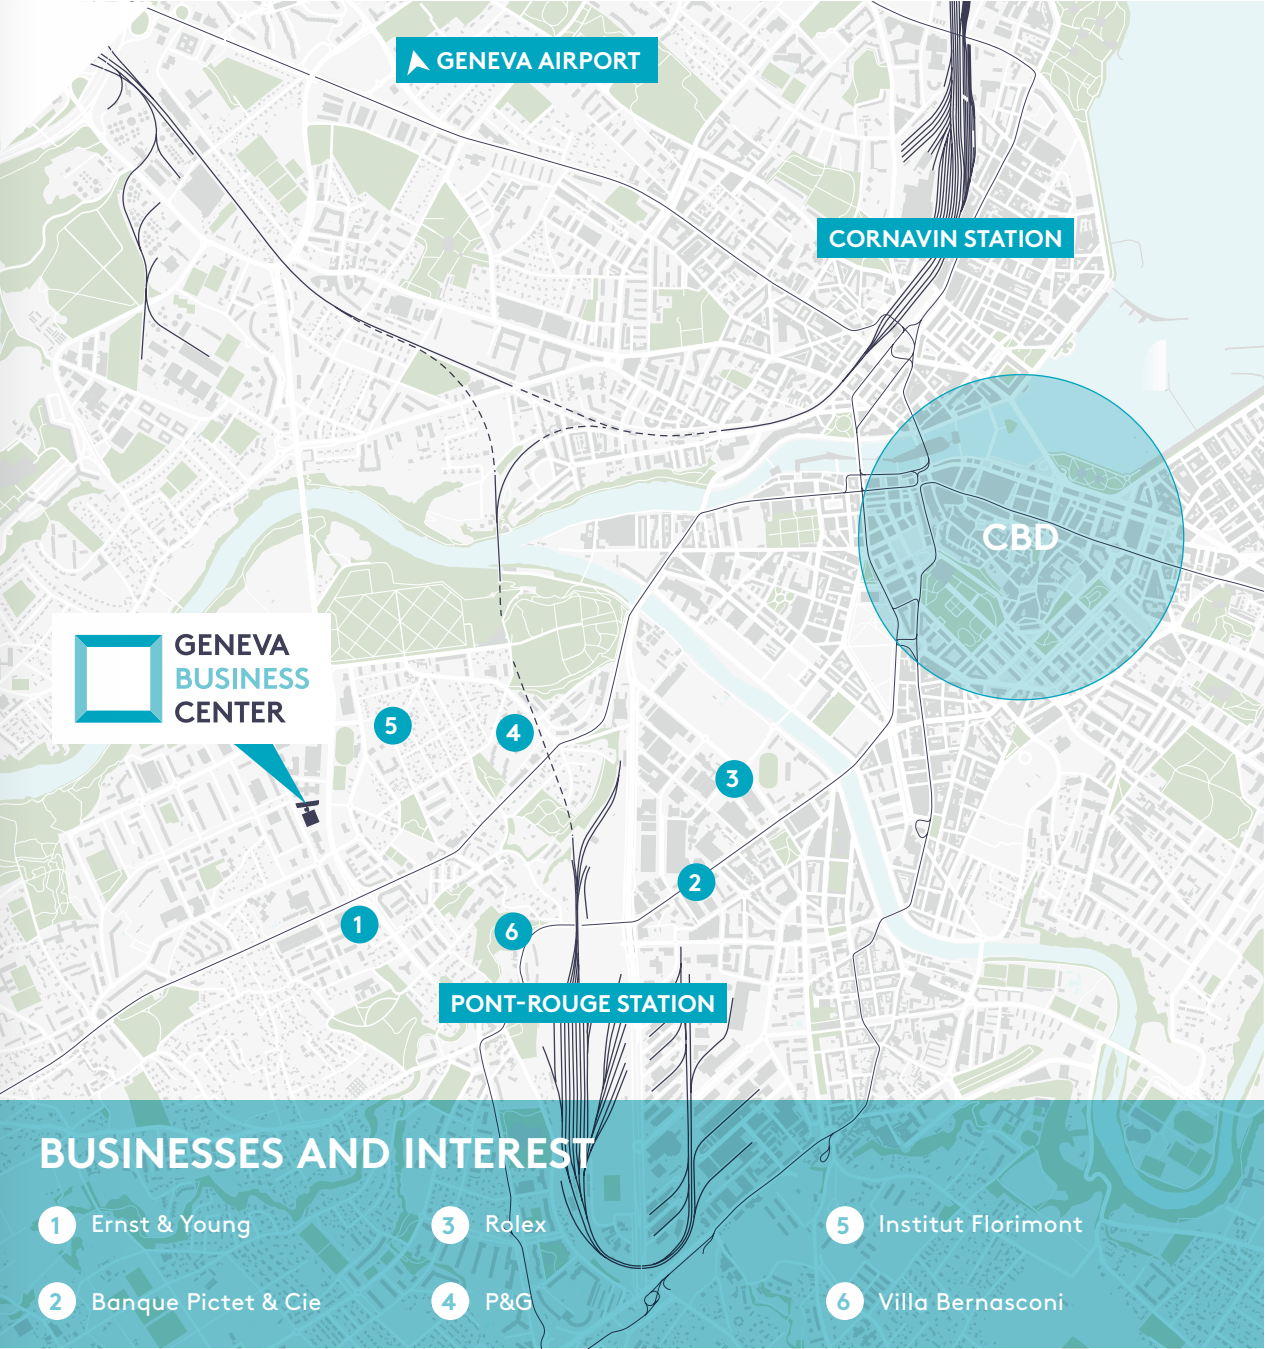 GENEVA AIRPORT
CORNAVIN STATION
CBD
GENEVA
BUSINESS
CENTER
5
4
3
2
1
6
PONT-ROUGE STATION
BUSINESSES AND INTEREST
1 Ernst & Young
3 Rolex
5 Institut Florimont
2 Banque Pictet & Cie
4 P&G
6 Villa Bernasconi